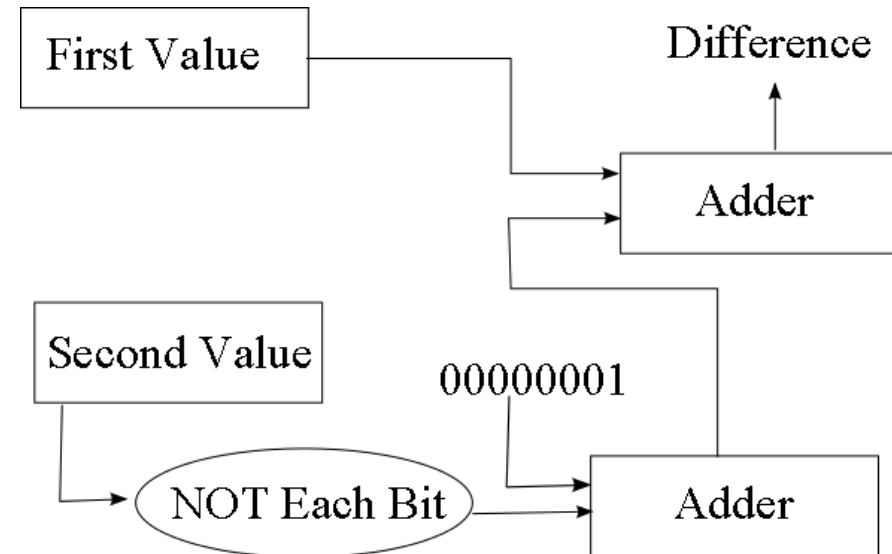 First Value
Difference
Adder
Second Value
00000001
NOT Each Bit
Adder